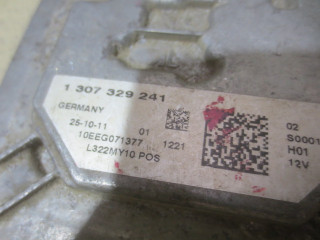 1 307 329 241
GERMANY
25-10-11 01
10EEG071377 1221
L322MY10 POS
02
S0001
H01
12V